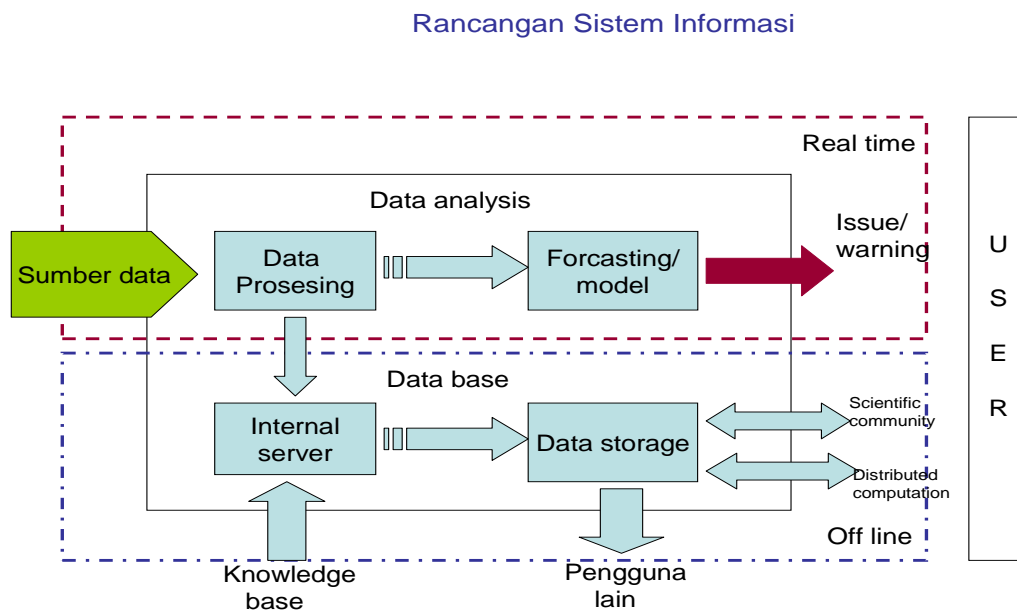 Rancangan Sistem Informasi
Real time
Data analysis
Issue/
warning
Sumber data
Data
Prosesing
Forcasting/
model
U
S
E
R
Data base
Internal
server
Data storage
Scientific
community
Distributed
computation
Off line
Knowledge
base
Pengguna
lain